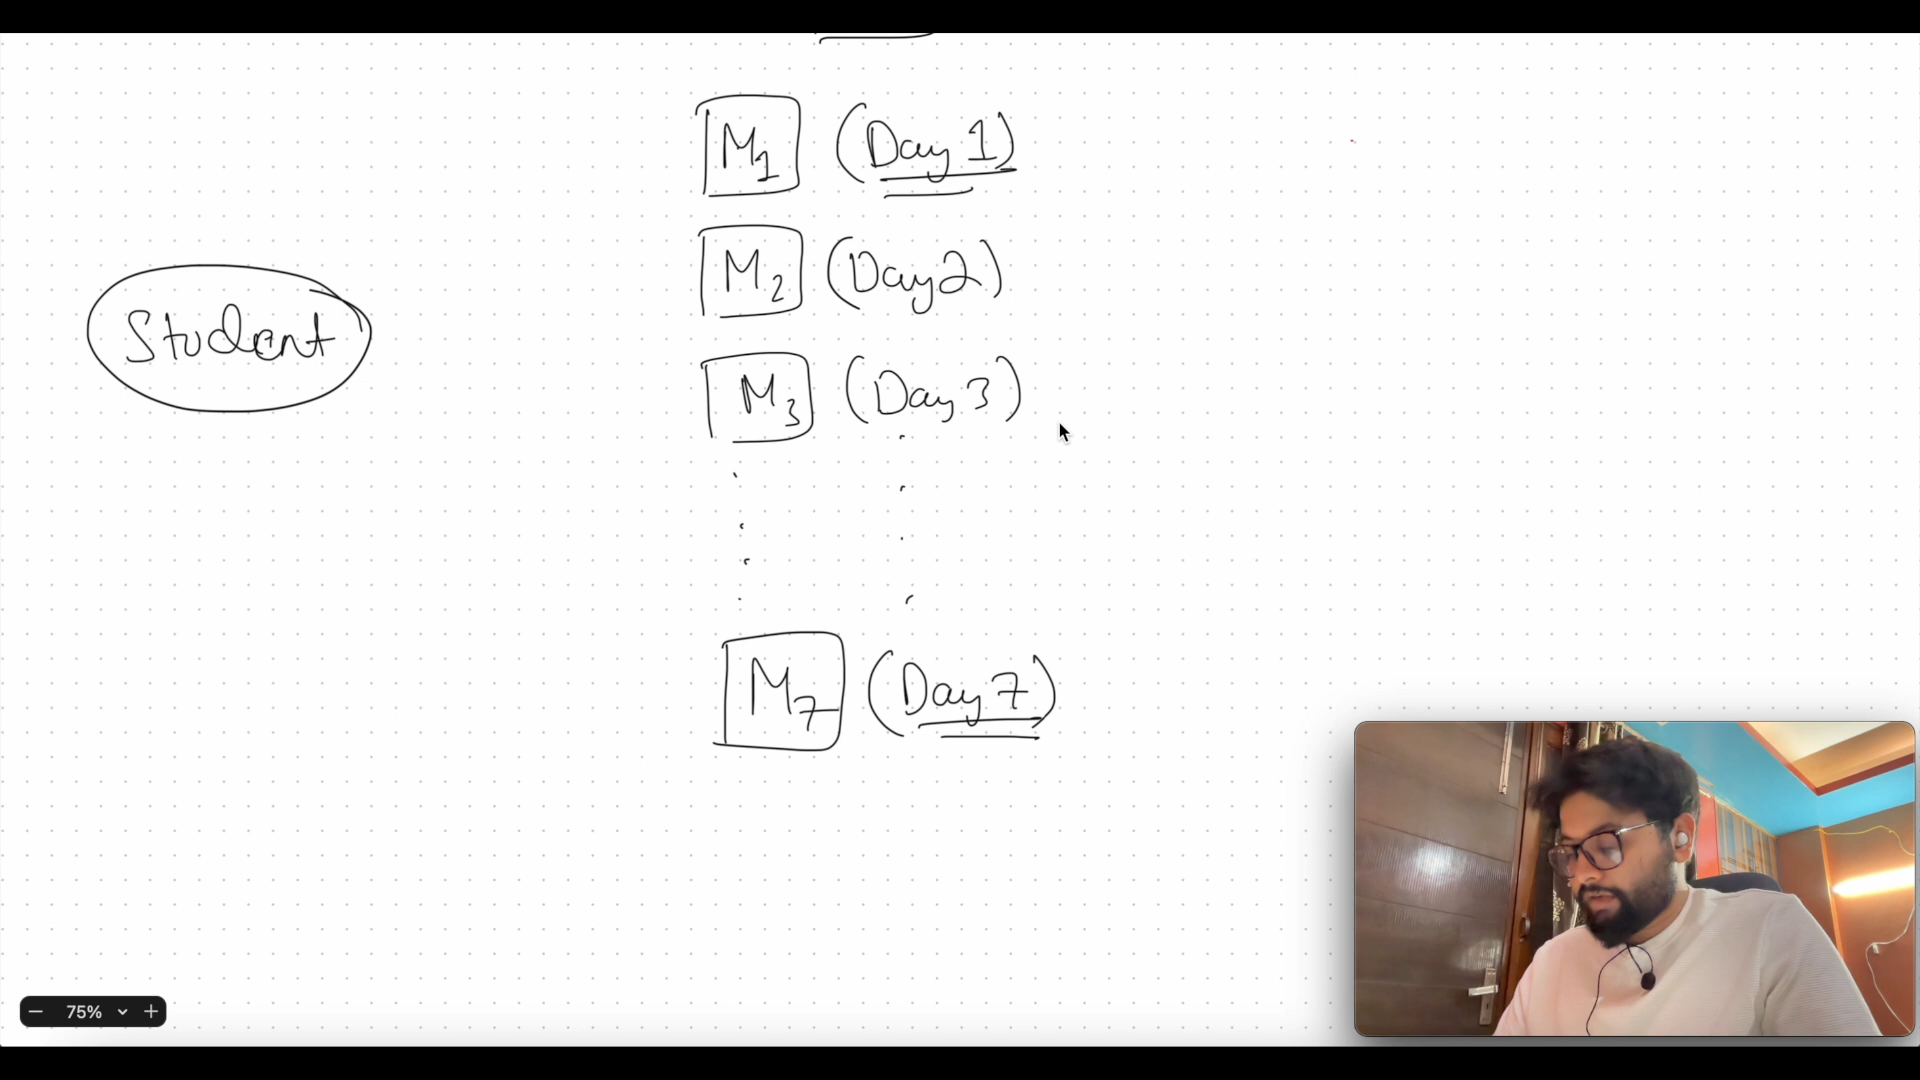 M1 (Day 1)
M2 (Day2)
Student
M3 (Day 3)
M7 (Day 7)
75%